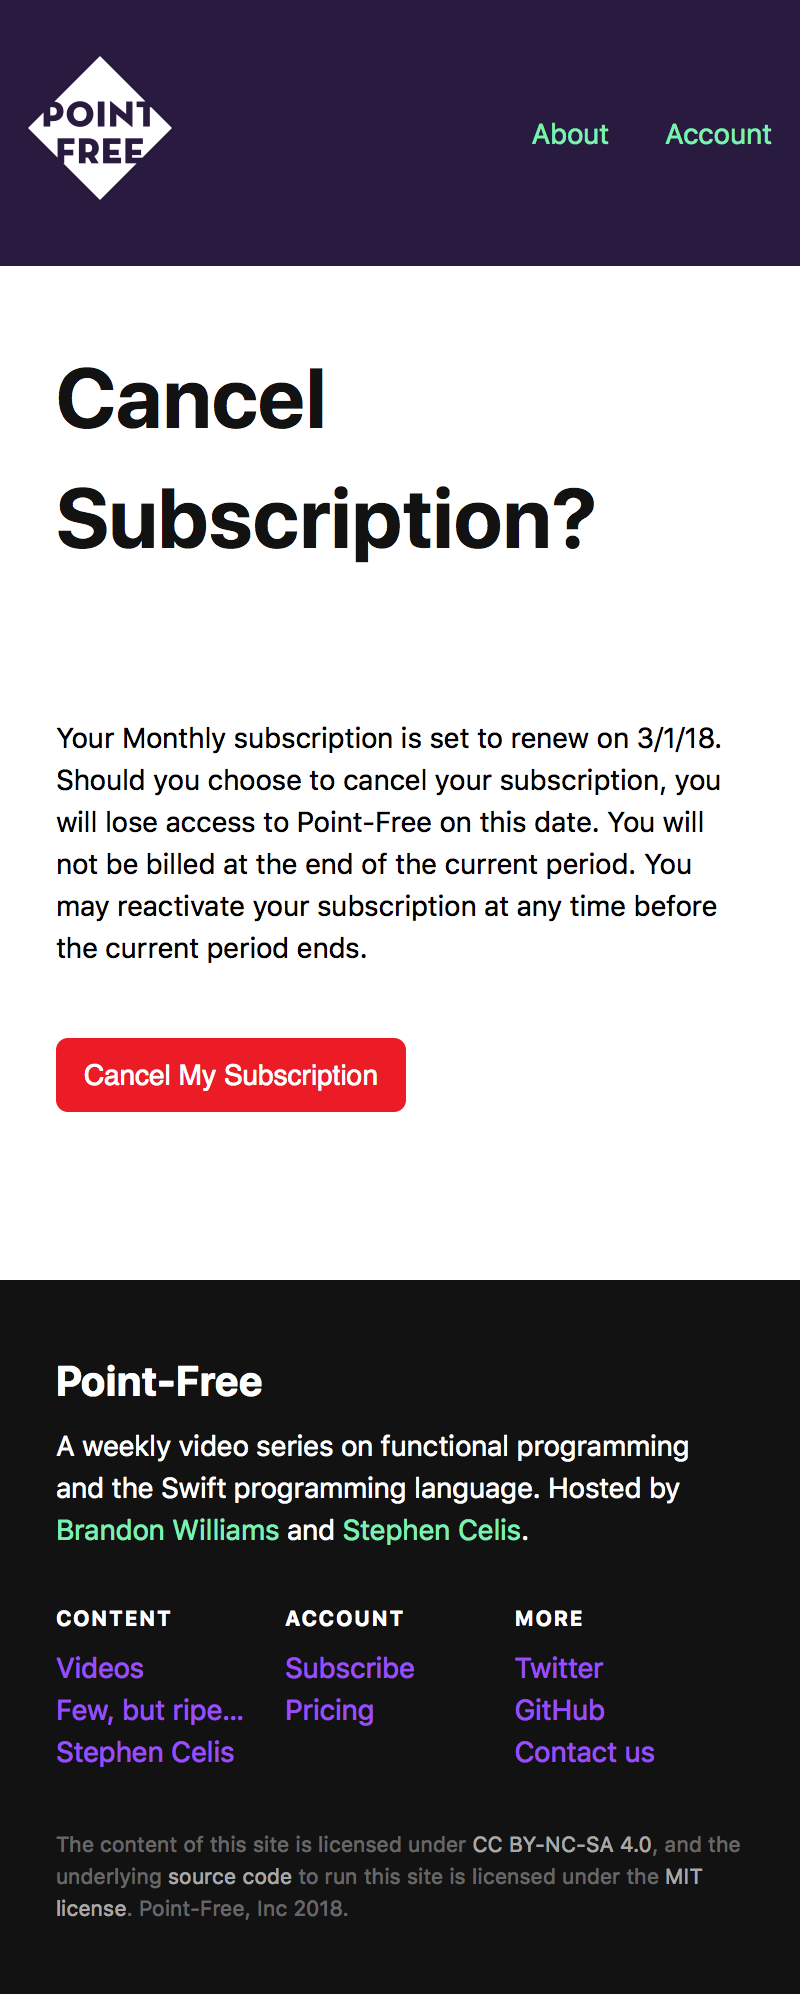 POINT
FREE
About
Account
Cancel
Subscription?
Your Monthly subscription is set to renew on 3/1/18.
Should you choose to cancel your subscription, you
will lose access to Point-Free on this date. You will
not be billed at the end of the current period. You
may reactivate your subscription at any time before
the current period ends.
Cancel My Subscription
Point-Free
A weekly video series on functional programming
and the Swift programming language. Hosted by
Brandon Williams and Stephen Celis.
CONTENT
Videos
Few, but ripe...
Stephen Celis
ACCOUNT
Subscribe
Pricing
MORE
Twitter
GitHub
Contact us
The content of this site is licensed under CC BY-NC-SA 4.0, and the
underlying source code to run this site is licensed under the MIT
license. Point-Free, Inc 2018.